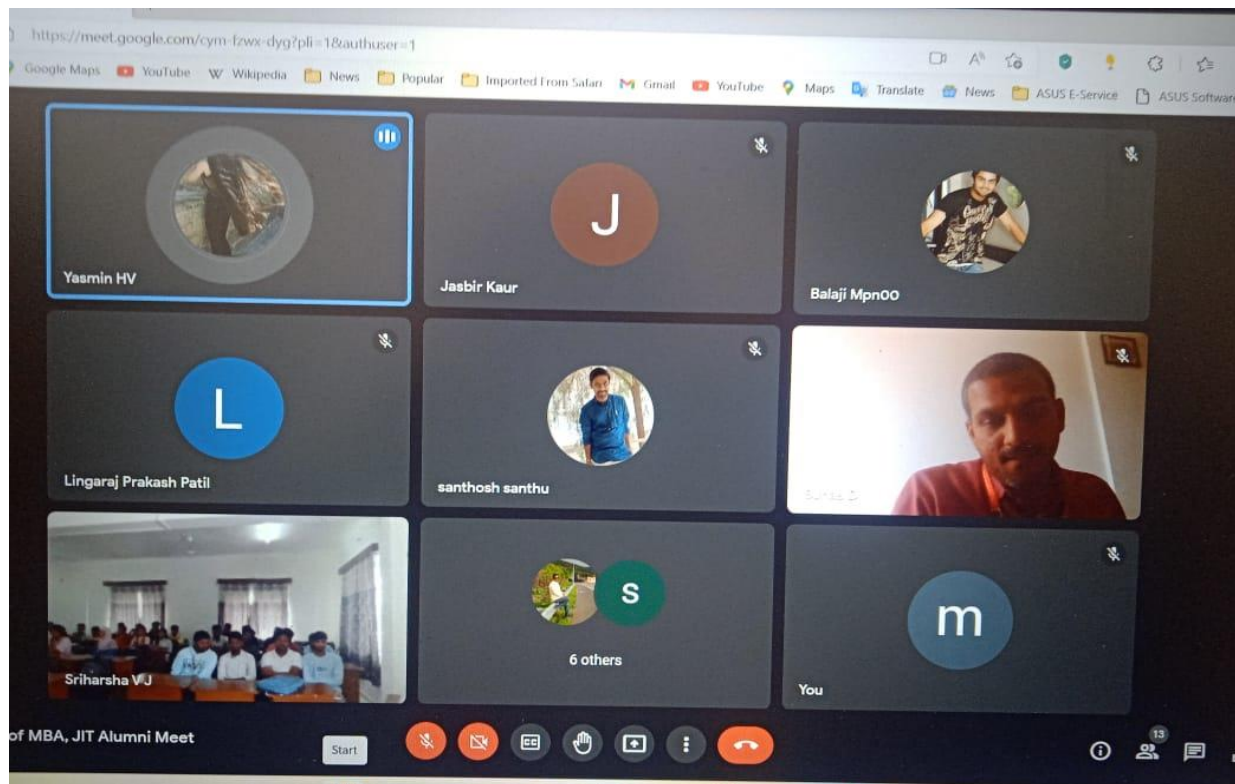 https://meet.google.com/cym-fzwx-dyg?pli=1&authuser=1
Google Maps YouTube W Wikipedia News Popular Imported From Safari Gmail YouTube Maps Translate News ASUS E-Service ASUS Software
Yasmin HV
J
Jasbir Kaur
Balaji Mpn00
L
Lingaraj Prakash Patil
santhosh santhu
Suhas D
Sriharsha V J
S
6 others
m
You
of MBA, JIT Alumni Meet
Start
CC
13